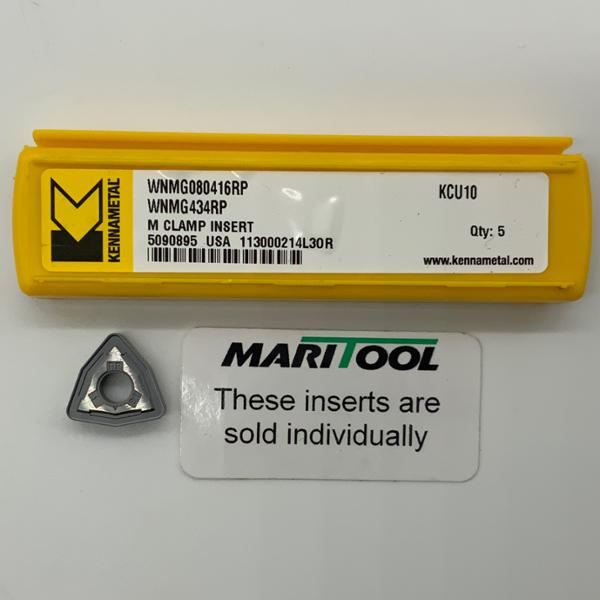 KENNAMETAL
WNMG080416RP
KCU10
WNMG434RP
M CLAMP INSERT
Qty: 5
5090895 USA 113000214L30R
www.kennametal.com
MARITOOL
These inserts are
sold individually